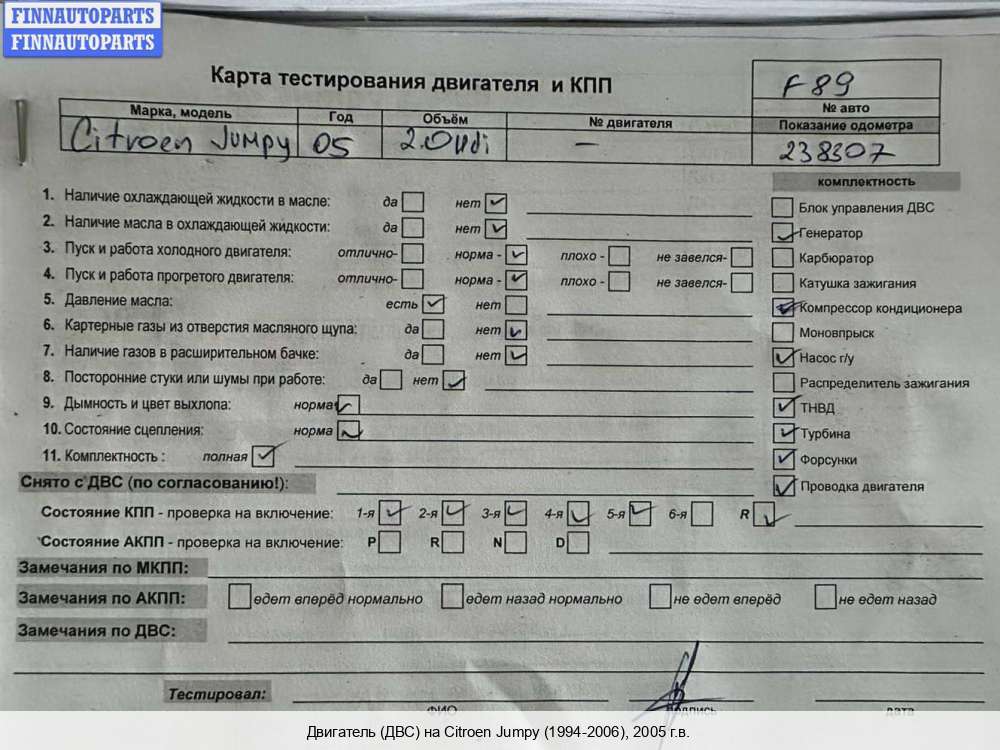 FINNAUTOPARTS
FINNAUTOPARTS
Карта тестирования двигателя и КПП
F89
№ авто
Марка, модель Год Объём № двигателя Показание одометра
Citroen Jumpy 05 2.0 Hdi — 238307
комплектность
1. Наличие охлаждающей жидкости в масле: да нет
Блок управления ДВС
2. Наличие масла в охлаждающей жидкости: да нет
Генератор
3. Пуск и работа холодного двигателя: отлично- норма - плохо - не завелся-
Карбюратор
4. Пуск и работа прогретого двигателя: отлично- норма - плохо - не завелся-
Катушка зажигания
5. Давление масла: есть нет
Компрессор кондиционера
6. Картерные газы из отверстия масляного щупа: да нет
Моновпрыск
7. Наличие газов в расширительном бачке: да нет
Насос г/у
8. Посторонние стуки или шумы при работе: да нет
Распределитель зажигания
9. Дымность и цвет выхлопа: норма
ТНВД
10. Состояние сцепления: норма
Турбина
11. Комплектность : полная
Форсунки
Снято с ДВС (по согласованию!):
Проводка двигателя
Состояние КПП - проверка на включение: 1-я 2-я 3-я 4-я 5-я 6-я R
Состояние АКПП - проверка на включение: P R N D
Замечания по МКПП:
Замечания по АКПП: едет вперёд нормально едет назад нормально не едет вперёд не едет назад
Замечания по ДВС:
Тестировал:
ФИО подпись дата
Двигатель (ДВС) на Citroen Jumpy (1994-2006), 2005 г.в.